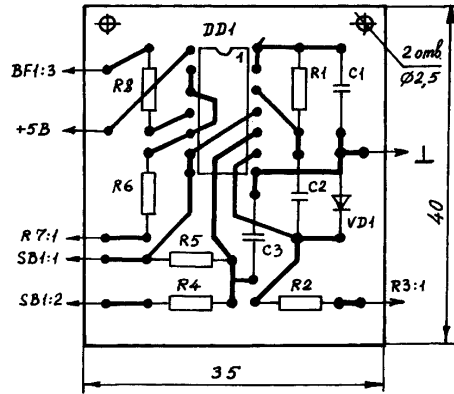 DD1
2 отв.
Ø2,5
BF1:3
R8
1
R1
C1
+5В
⊥
R6
C2
VD1
40
R7:1
SB1:1
R5
C3
SB1:2
R4
R2
R3:1
35